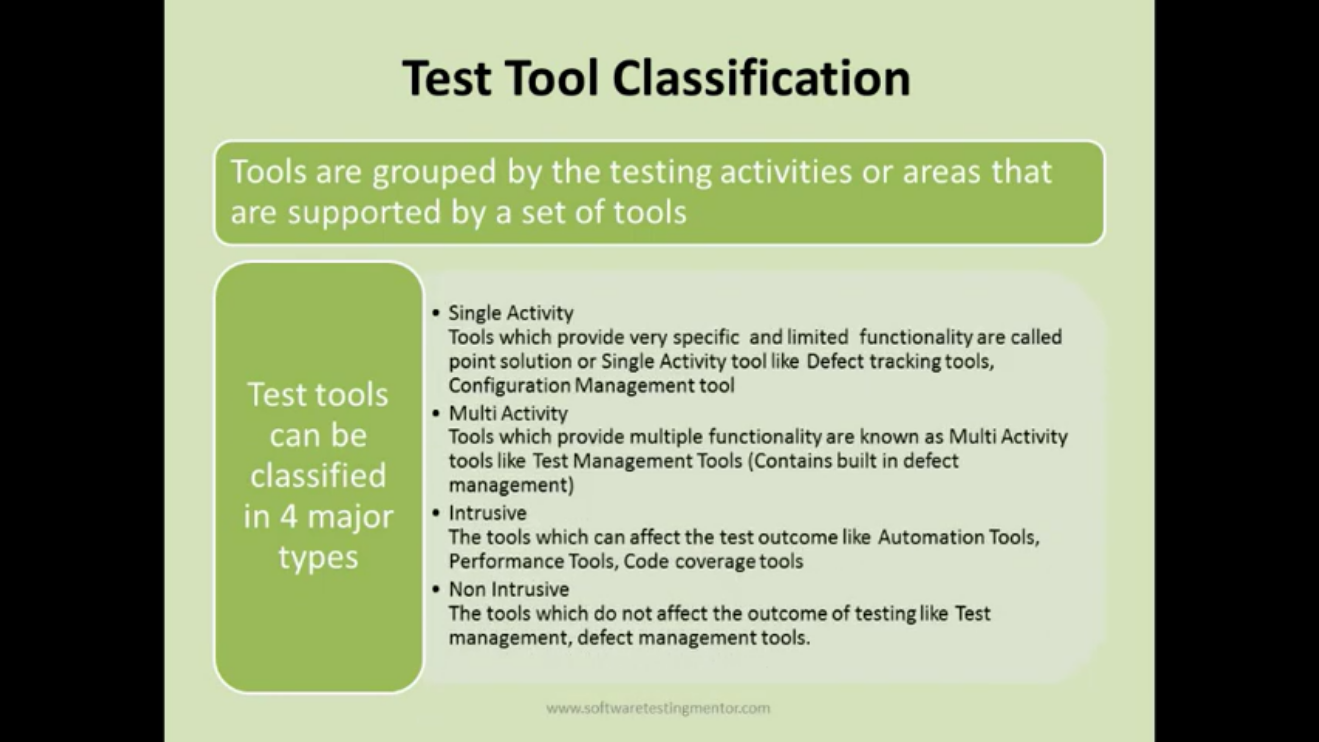 Test Tool Classification
Tools are grouped by the testing activities or areas that
are supported by a set of tools
Test tools
can be
classified
in 4 major
types
• Single Activity
Tools which provide very specific and limited functionality are called
point solution or Single Activity tool like Defect tracking tools,
Configuration Management tool
• Multi Activity
Tools which provide multiple functionality are known as Multi Activity
tools like Test Management Tools (Contains built in defect
management)
• Intrusive
The tools which can affect the test outcome like Automation Tools,
Performance Tools, Code coverage tools
• Non Intrusive
The tools which do not affect the outcome of testing like Test
management, defect management tools.
www.softwaretestingmentor.com